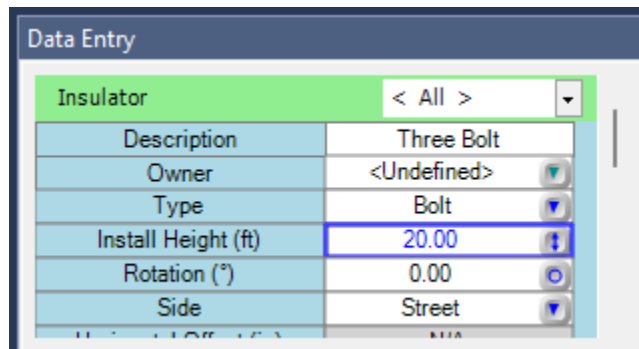 Data Entry
Insulator < All >
Description Three Bolt
Owner <Undefined>
Type Bolt
Install Height (ft) 20.00
Rotation (°) 0.00
Side Street